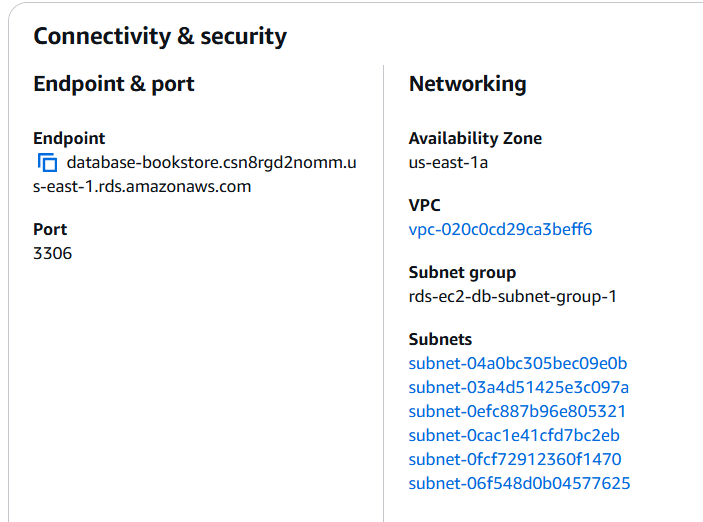 Connectivity & security
Endpoint & port
Endpoint
database-bookstore.csn8rgd2nomm.u
s-east-1.rds.amazonaws.com
Port
3306
Networking
Availability Zone
us-east-1a
VPC
vpc-020c0cd29ca3beff6
Subnet group
rds-ec2-db-subnet-group-1
Subnets
subnet-04a0bc305bec09e0b
subnet-03a4d51425e3c097a
subnet-0efc887b96e805321
subnet-0cac1e41cfd7bc2eb
subnet-0fcf72912360f1470
subnet-06f548d0b04577625